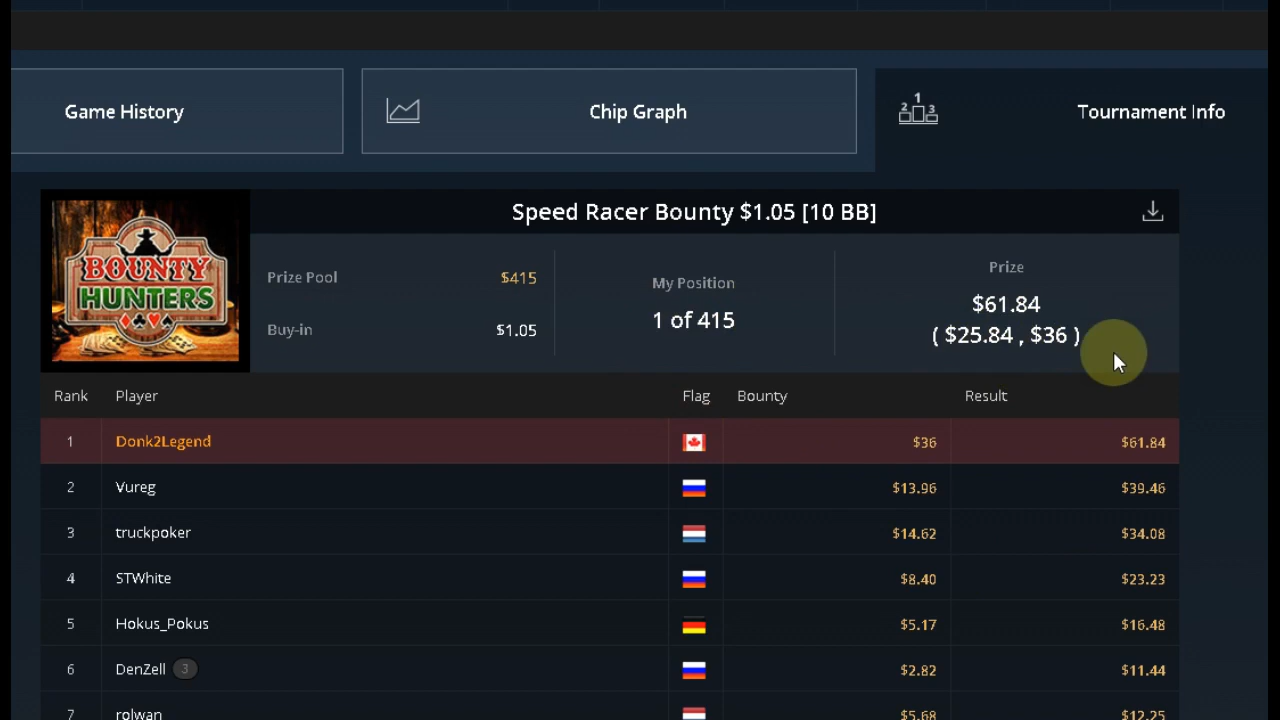 Game History
Chip Graph
1
2 3
Tournament Info
BOUNTY
HUNTERS
Speed Racer Bounty $1.05 [10 BB]
Prize Pool $415
Buy-in $1.05
My Position
1 of 415
Prize
$61.84
( $25.84 , $36 )
Rank Player Flag Bounty Result
1 Donk2Legend $36 $61.84
2 Vureg $13.96 $39.46
3 truckpoker $14.62 $34.08
4 STWhite $8.40 $23.23
5 Hokus_Pokus $5.17 $16.48
6 DenZell 3 $2.82 $11.44
7 rolwan $5.68 $12.25